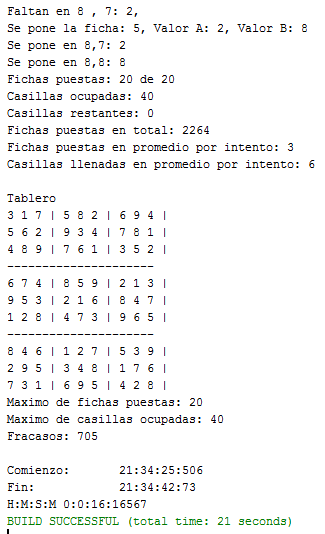 Faltan en 8 , 7: 2,
Se pone la ficha: 5, Valor A: 2, Valor B: 8
Se pone en 8,7: 2
Se pone en 8,8: 8
Fichas puestas: 20 de 20
Casillas ocupadas: 40
Casillas restantes: 0
Fichas puestas en total: 2264
Fichas puestas en promedio por intento: 3
Casillas llenadas en promedio por intento: 6
Tablero
3 1 7 | 5 8 2 | 6 9 4 |
5 6 2 | 9 3 4 | 7 8 1 |
4 8 9 | 7 6 1 | 3 5 2 |
---------------------
6 7 4 | 8 5 9 | 2 1 3 |
9 5 3 | 2 1 6 | 8 4 7 |
1 2 8 | 4 7 3 | 9 6 5 |
---------------------
8 4 6 | 1 2 7 | 5 3 9 |
2 9 5 | 3 4 8 | 1 7 6 |
7 3 1 | 6 9 5 | 4 2 8 |
Maximo de fichas puestas: 20
Maximo de casillas ocupadas: 40
Fracasos: 705
Comienzo: 21:34:25:506
Fin: 21:34:42:73
H:M:S:M 0:0:16:16567
BUILD SUCCESSFUL (total time: 21 seconds)